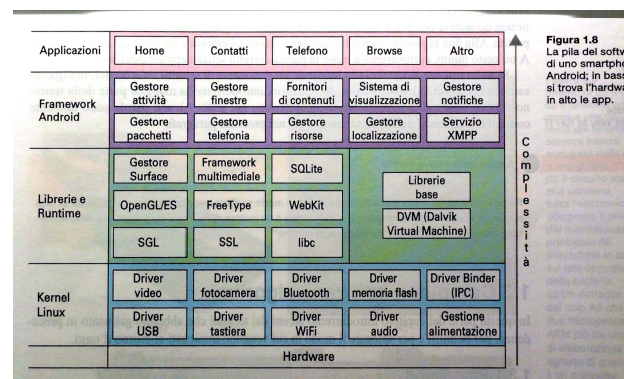 Applicazioni
Home
Contatti
Telefono
Browse
Altro
Framework
Android
Gestore
attività
Gestore
finestre
Fornitori
di contenuti
Sistema di
visualizzazione
Gestore
notifiche
Gestore
pacchetti
Gestore
telefonia
Gestore
risorse
Gestore
localizzazione
Servizio
XMPP
Librerie e
Runtime
Gestore
Surface
Framework
multimediale
SQLite
OpenGL/ES
FreeType
WebKit
SGL
SSL
libc
Librerie
base
DVM (Dalvik
Virtual Machine)
Kernel
Linux
Driver
video
Driver
fotocamera
Driver
Bluetooth
Driver
memoria flash
Driver Binder
(IPC)
Driver
USB
Driver
tastiera
Driver
WiFi
Driver
audio
Gestione
alimentazione
Hardware
Complessità
Figura 1.8
La pila del softw
di uno smartpho
Android; in bass
si trova l'hardwa
in alto le app.